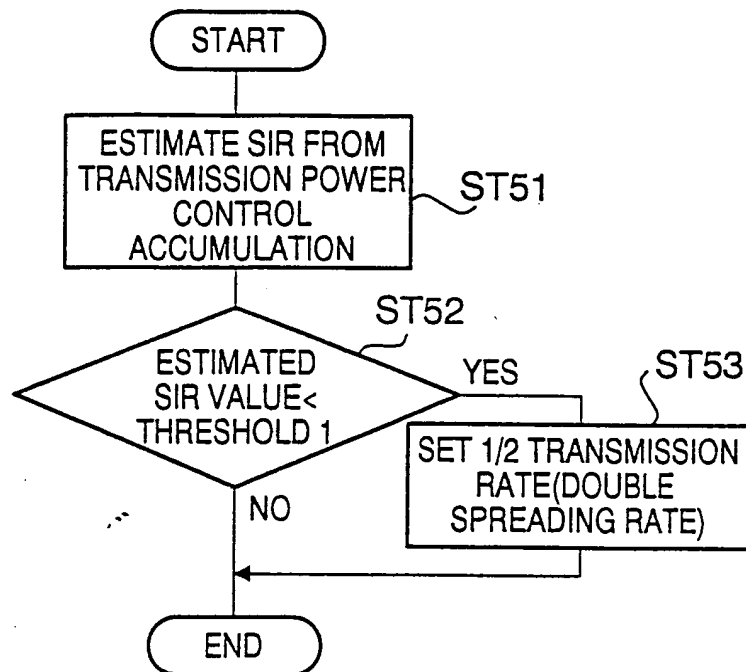 START
ESTIMATE SIR FROM
TRANSMISSION POWER
CONTROL
ACCUMULATION
ST51
ST52
ESTIMATED
SIR VALUE<
THRESHOLD 1
YES
ST53
SET 1/2 TRANSMISSION
RATE(DOUBLE
SPREADING RATE)
NO
END